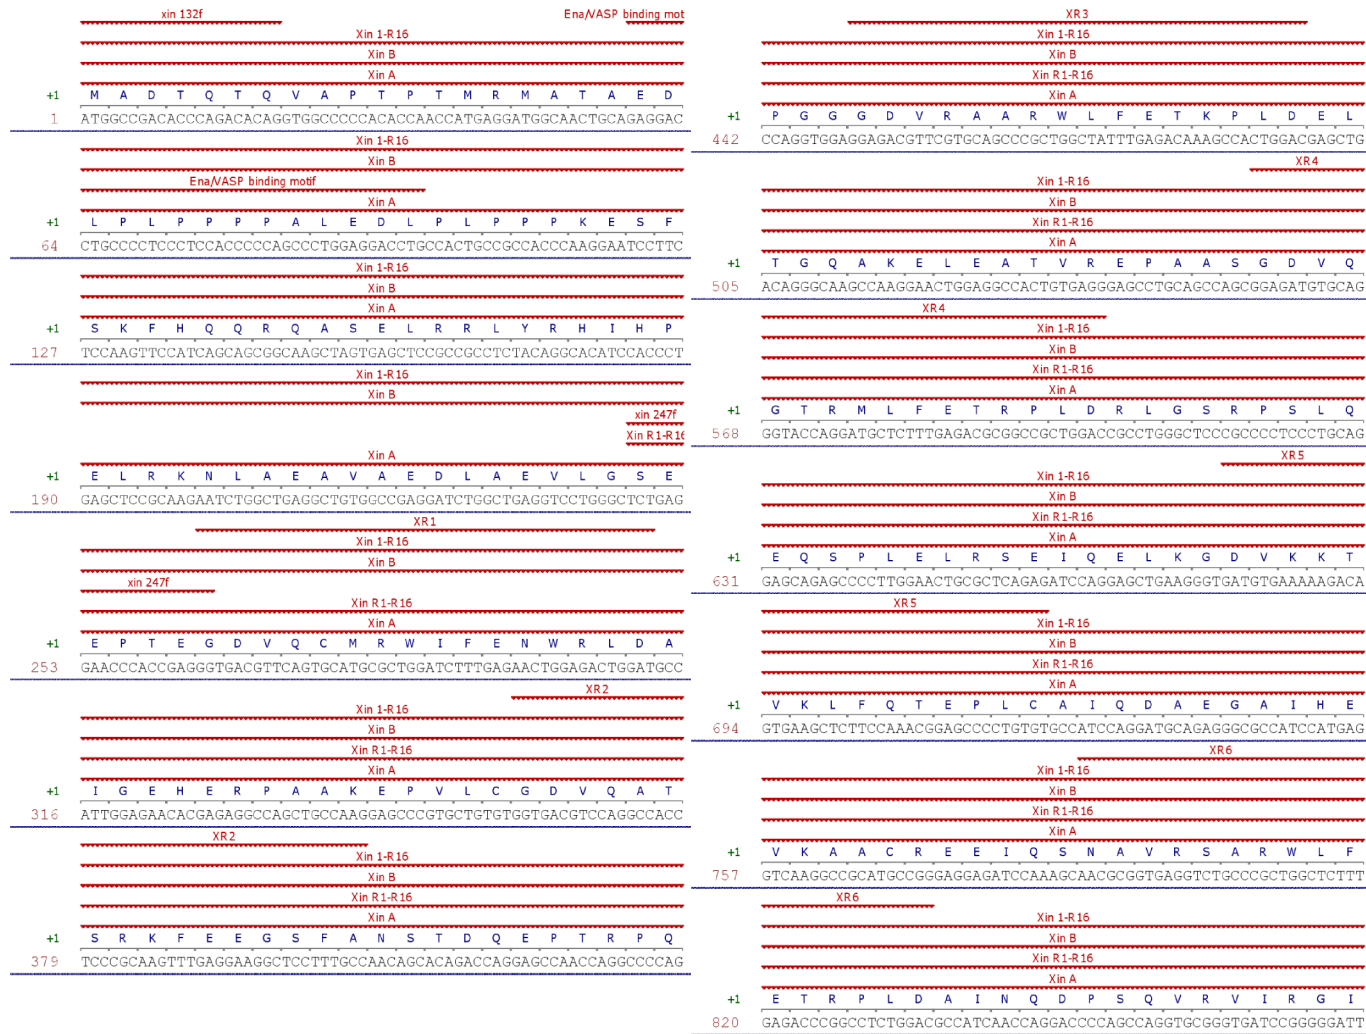 xin 132f
Ena/VASP binding mot
Xin 1-R16
Xin B
Xin A
+1 M A D T Q T Q V A P T P T M R M A T A E D
1 ATGGCCGACACCCAGACACAGGTGGCCCCCACACCAACCATGAGGATGGCAACTGCAGAGGAC
Xin 1-R16
Xin B
Ena/VASP binding motif
Xin A
+1 L P L P P P P A L E D L P L P P P K E S F
64 CTGCCCCTCCCTCCACCCCCAGCCCTGGAGGACCTGCCACTGCCGCCACCCAAGGAATCCTTC
Xin 1-R16
Xin B
Xin A
+1 S K F H Q Q R Q A S E L R R L Y R H I H P
127 TCCAAGTTCCATCAGCAGCGGCAAGCTAGTGAGCTCCGCCGCCTCTACAGGCACATCCACCCT
Xin 1-R16
Xin B
xin 247f
Xin R1-R16
Xin A
+1 E L R K N L A E A V A E D L A E V L G S E
190 GAGCTCCGCAAGAATCTGGCTGAGGCTGTGGCCGAGGATCTGGCTGAGGTCCTGGGCTCTGAG
XR1
Xin 1-R16
Xin B
xin 247f
Xin R1-R16
Xin A
+1 E P T E G D V Q C M R W I F E N W R L D A
253 GAACCCACCGAGGGTGACGTTCAGTGCATGCGCTGGATCTTTGAGAACTGGAGACTGGATGCC
XR2
Xin 1-R16
Xin B
Xin R1-R16
Xin A
+1 I G E H E R P A A K E P V L C G D V Q A T
316 ATTGGAGAACACGAGAGGCCAGCTGCCAAGGAGCCCGTGCTGTGTGGTGACGTCCAGGCCACC
XR2
Xin 1-R16
Xin B
Xin R1-R16
Xin A
+1 S R K F E E G S F A N S T D Q E P T R P Q
379 TCCCGCAAGTTTGAGGAAGGCTCCTTTGCCAACAGCACAGACCAGGAGCCAACCAGGCCCCAG
XR3
Xin 1-R16
Xin B
Xin R1-R16
Xin A
+1 P G G G D V R A A R W L F E T K P L D E L
442 CCAGGTGGAGGAGACGTTCGTGCAGCCCGCTGGCTATTTGAGACAAAGCCACTGGACGAGCTG
XR4
Xin 1-R16
Xin B
Xin R1-R16
Xin A
+1 T G Q A K E L E A T V R E P A A S G D V Q
505 ACAGGGCAAGCCAAGGAACTGGAGGCCACTGTGAGGGAGCCTGCAGCCAGCGGAGATGTGCAG
XR4
Xin 1-R16
Xin B
Xin R1-R16
Xin A
+1 G T R M L F E T R P L D R L G S R P S L Q
568 GGTACCAGGATGCTCTTTGAGACGCGGCCGCTGGACCGCCTGGGCTCCCGCCCCTCCCTGCAG
XR5
Xin 1-R16
Xin B
Xin R1-R16
Xin A
+1 E Q S P L E L R S E I Q E L K G D V K K T
631 GAGCAGAGCCCCTTGGAACTGCGCTCAGAGATCCAGGAGCTGAAGGGTGATGTGAAAAAGACA
XR5
Xin 1-R16
Xin B
Xin R1-R16
Xin A
+1 V K L F Q T E P L C A I Q D A E G A I H E
694 GTGAAGCTCTTCCAAACGGAGCCCCTGTGTGCCATCCAGGATGCAGAGGGCGCCATCCATGAG
XR6
Xin 1-R16
Xin B
Xin R1-R16
Xin A
+1 V K A A C R E E I Q S N A V R S A R W L F
757 GTCAAGGCCGCATGCCGGGAGGAGATCCAAAGCAACGCGGTGAGGTCTGCCCGCTGGCTCTTT
XR6
Xin 1-R16
Xin B
Xin R1-R16
Xin A
+1 E T R P L D A I N Q D P S Q V R V I R G I
820 GAGACCCGGCCTCTGGACGCCATCAACCAGGACCCCAGCCAGGTGCGGGTGATCCGGGGGATT